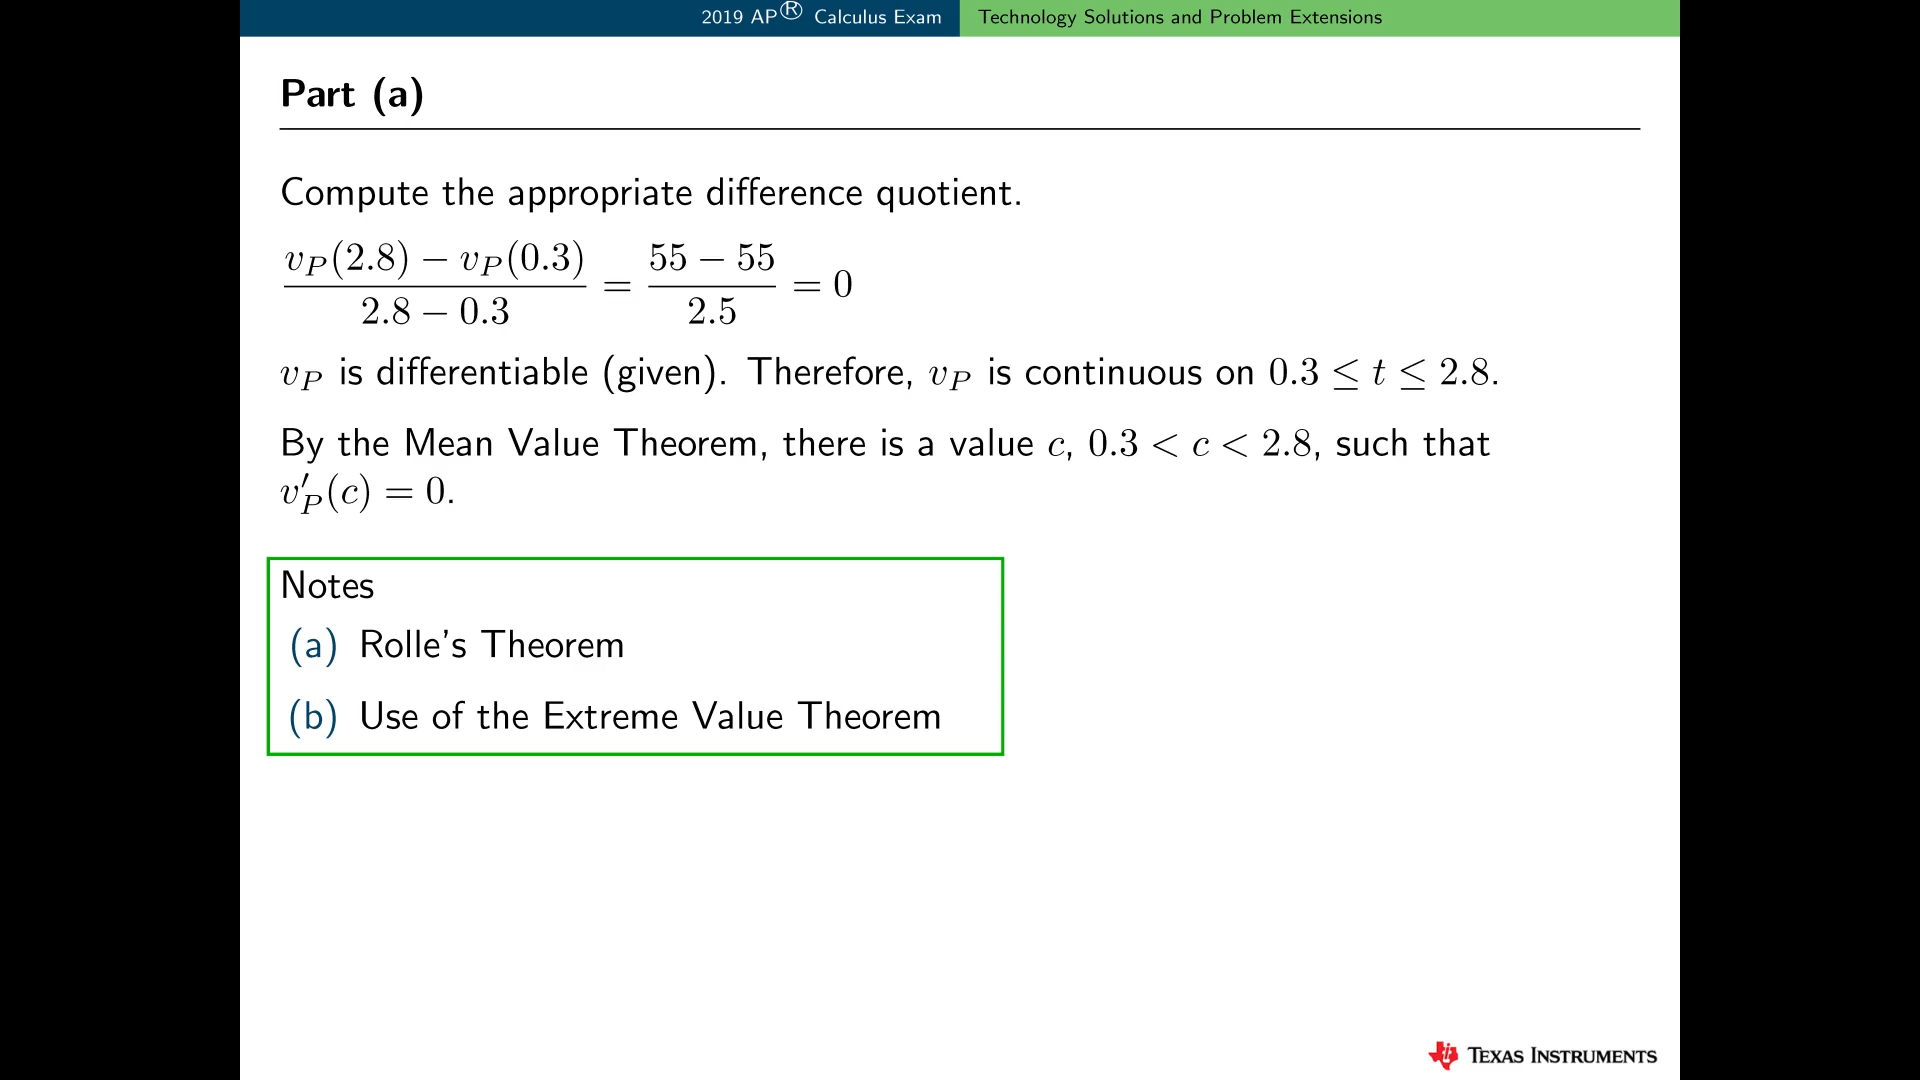 2019 AP® Calculus Exam Technology Solutions and Problem Extensions
Part (a)
Compute the appropriate difference quotient.
\frac{v_P(2.8) - v_P(0.3)}{2.8 - 0.3} = \frac{55 - 55}{2.5} = 0
v_P is differentiable (given). Therefore, v_P is continuous on 0.3 ≤ t ≤ 2.8.
By the Mean Value Theorem, there is a value c, 0.3 < c < 2.8, such that
v'_P(c) = 0.
Notes
(a) Rolle's Theorem
(b) Use of the Extreme Value Theorem
TEXAS INSTRUMENTS